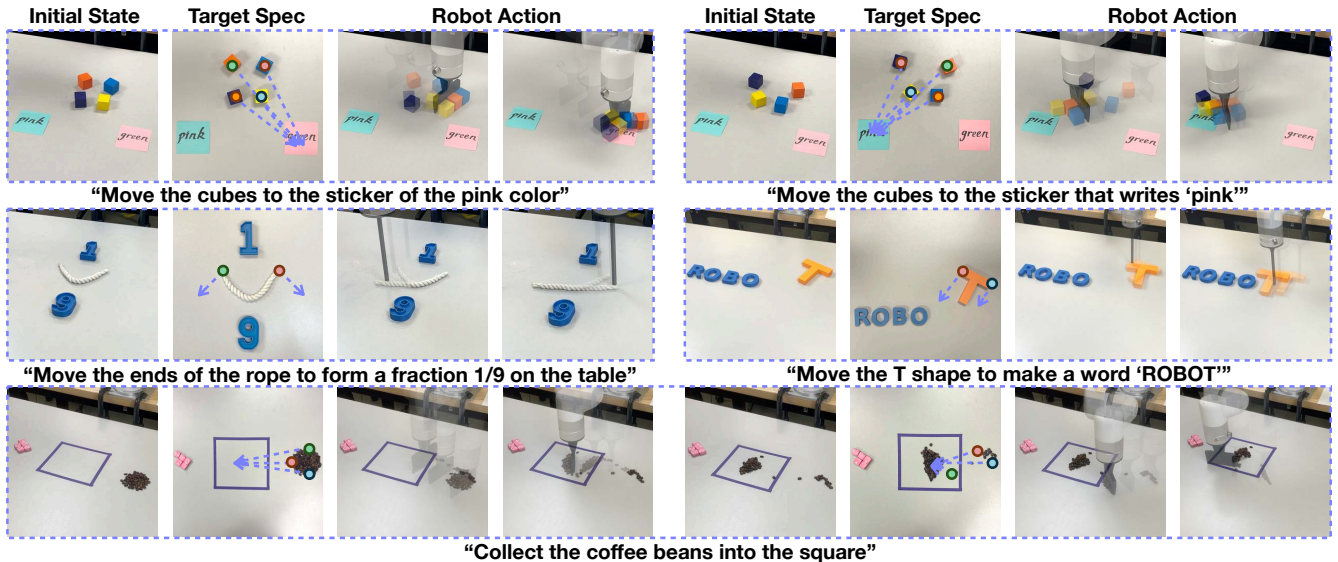 Initial State Target Spec Robot Action Initial State Target Spec Robot Action
pink green pink green green pink green pink green pink green pink green pink green
"Move the cubes to the sticker of the pink color" "Move the cubes to the sticker that writes 'pink'"
1 9 1 9 1 9 1 9 ROBO T ROBO T ROBO T ROBO T
"Move the ends of the rope to form a fraction 1/9 on the table" "Move the T shape to make a word 'ROBOT'"
"Collect the coffee beans into the square"